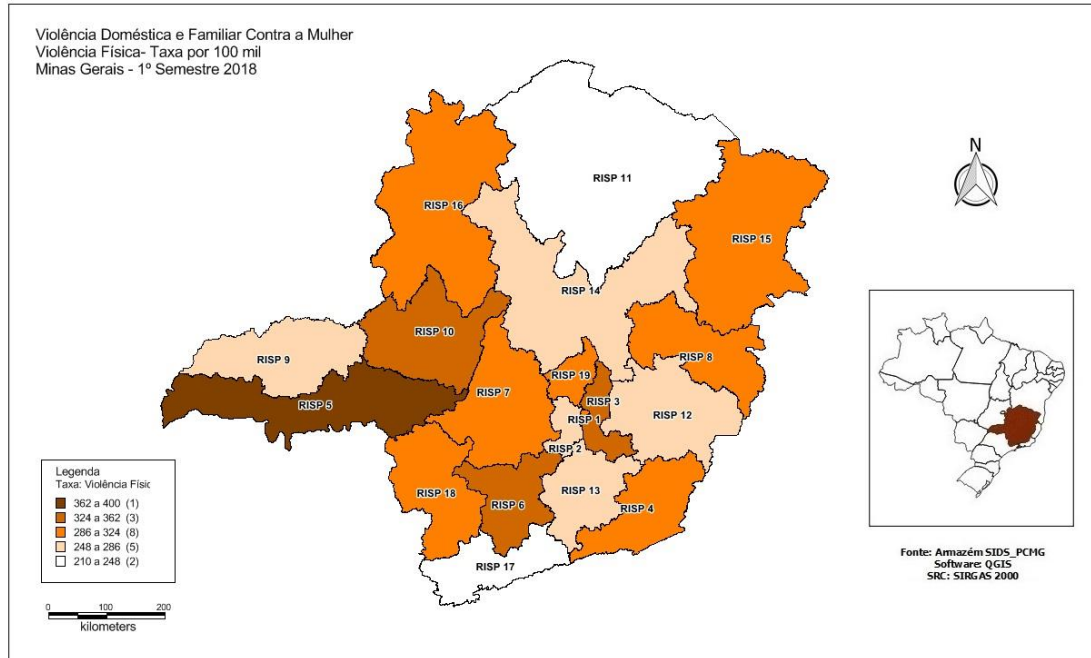 Violência Doméstica e Familiar Contra a Mulher
Violência Física- Taxa por 100 mil
Minas Gerais - 1º Semestre 2018
N
RISP 11
RISP 16
RISP 15
RISP 14
RISP 10
RISP 9
RISP 8
RISP 19
RISP 7
RISP 3
RISP 5
RISP 12
RISP 1
RISP 2
RISP 13
RISP 18
RISP 6
RISP 4
RISP 17
Legenda
Taxa: Violência Físic
362 a 400 (1)
324 a 362 (3)
286 a 324 (8)
248 a 286 (5)
210 a 248 (2)
0 100 200
kilometers
Fonte: Armazém SIDS_PCMG
Software: QGIS
SRC: SIRGAS 2000